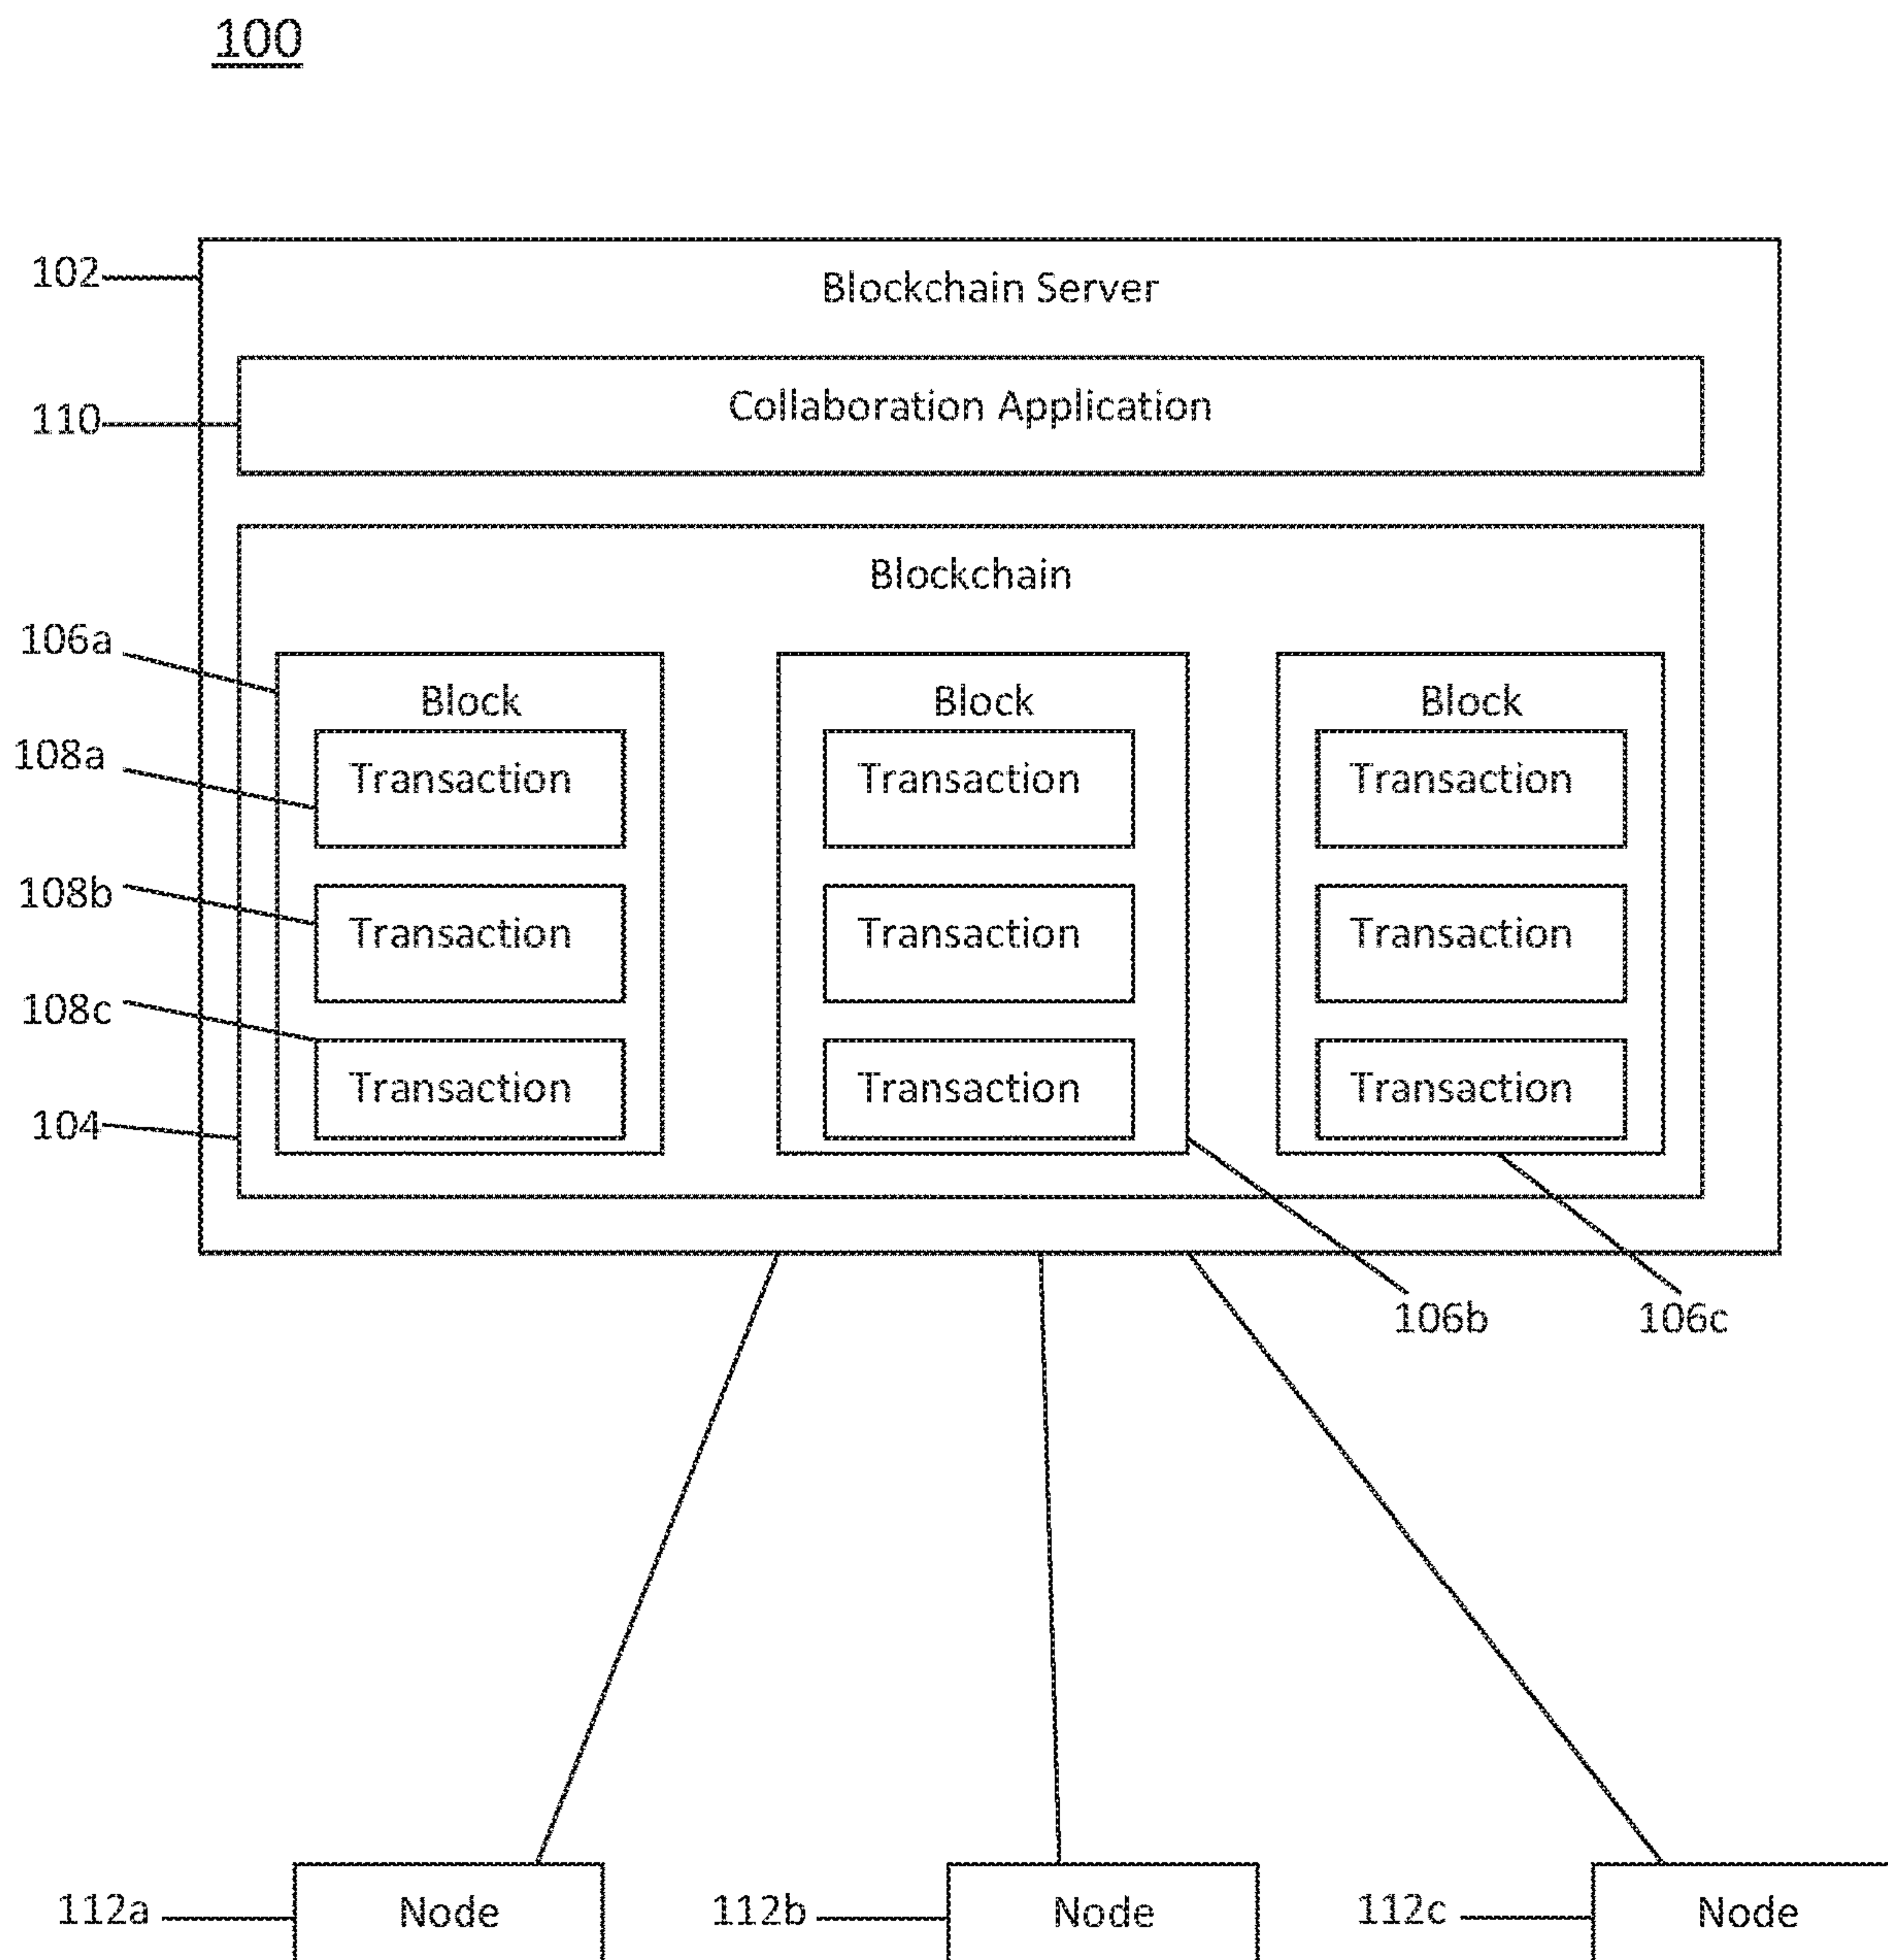 100
102
Blockchain Server
110
Collaboration Application
Blockchain
106a
Block
Block
Block
108a
Transaction
Transaction
Transaction
108b
Transaction
Transaction
Transaction
108c
Transaction
Transaction
Transaction
104
106b
106c
112a
Node
112b
Node
112c
Node